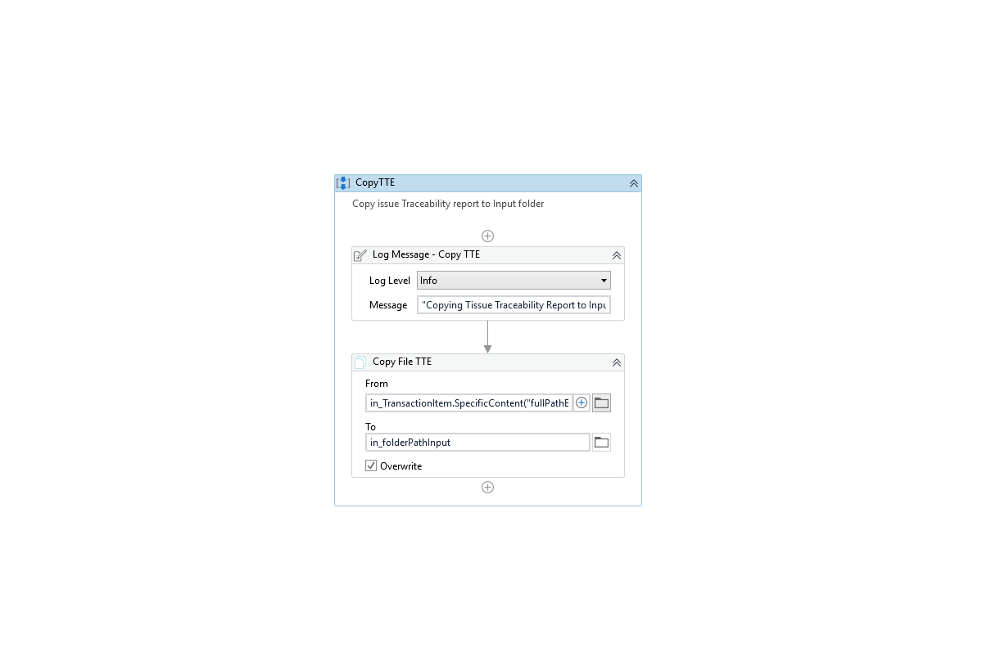 CopyTTE
Copy issue Traceability report to Input folder
Log Message - Copy TTE
Log Level Info
Message "Copying Tissue Traceability Report to Inpu
Copy File TTE
From
in_TransactionItem.SpecificContent("fullPathE
To
in_folderPathInput
Overwrite